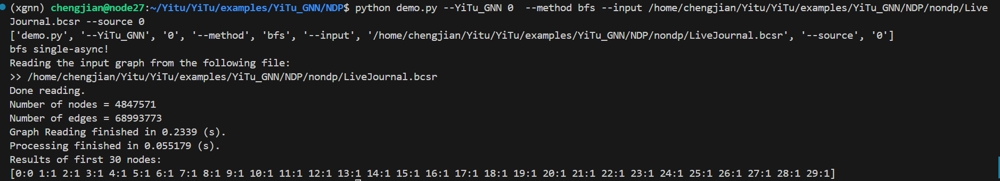 (xgnn) chengjian@node27:~/Yitu/YiTu/examples/YiTu_GNN/NDP$ python demo.py --YiTu_GNN 0  --method bfs --input /home/chengjian/Yitu/YiTu/examples/YiTu_GNN/NDP/nondp/Live
Journal.bcsr --source 0
['demo.py', '--YiTu_GNN', '0', '--method', 'bfs', '--input', '/home/chengjian/Yitu/YiTu/examples/YiTu_GNN/NDP/nondp/LiveJournal.bcsr', '--source', '0']
bfs single-async!
Reading the input graph from the following file:
>> /home/chengjian/Yitu/YiTu/examples/YiTu_GNN/NDP/nondp/LiveJournal.bcsr
Done reading.
Number of nodes = 4847571
Number of edges = 68993773
Graph Reading finished in 0.2339 (s).
Processing finished in 0.055179 (s).
Results of first 30 nodes:
[0:0 1:1 2:1 3:1 4:1 5:1 6:1 7:1 8:1 9:1 10:1 11:1 12:1 13:1 14:1 15:1 16:1 17:1 18:1 19:1 20:1 21:1 22:1 23:1 24:1 25:1 26:1 27:1 28:1 29:1]